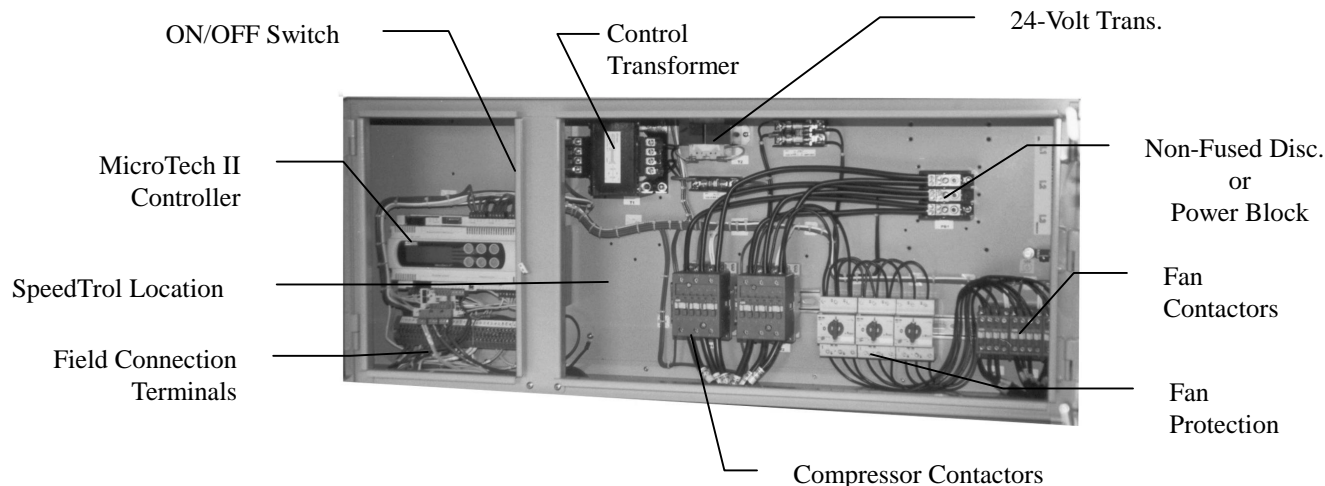 ON/OFF Switch
Control
Transformer
24-Volt Trans.
MicroTech II
Controller
Non-Fused Disc.
or
Power Block
SpeedTrol Location
Fan
Contactors
Field Connection
Terminals
Fan
Protection
Compressor Contactors